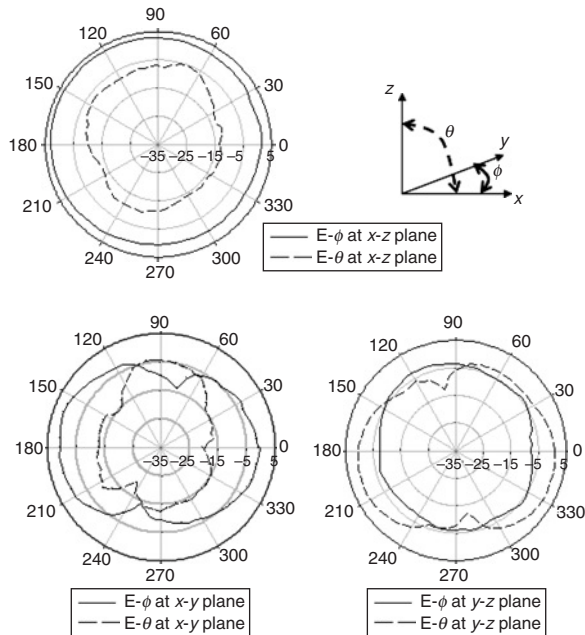 90
120 60
150 30
180 0
−35 −25 −15 −5 5
210 330
240 300
270
E-ϕ at x-z plane
E-θ at x-z plane
z
θ
y
ϕ
x
90
120 60
150 30
180 0
−35 −25 −15 −5 5
210 330
240 300
270
E-ϕ at x-y plane
E-θ at x-y plane
90
120 60
150 30
180 0
−35 −25 −15 −5 5
210 330
240 300
270
E-ϕ at y-z plane
E-θ at y-z plane